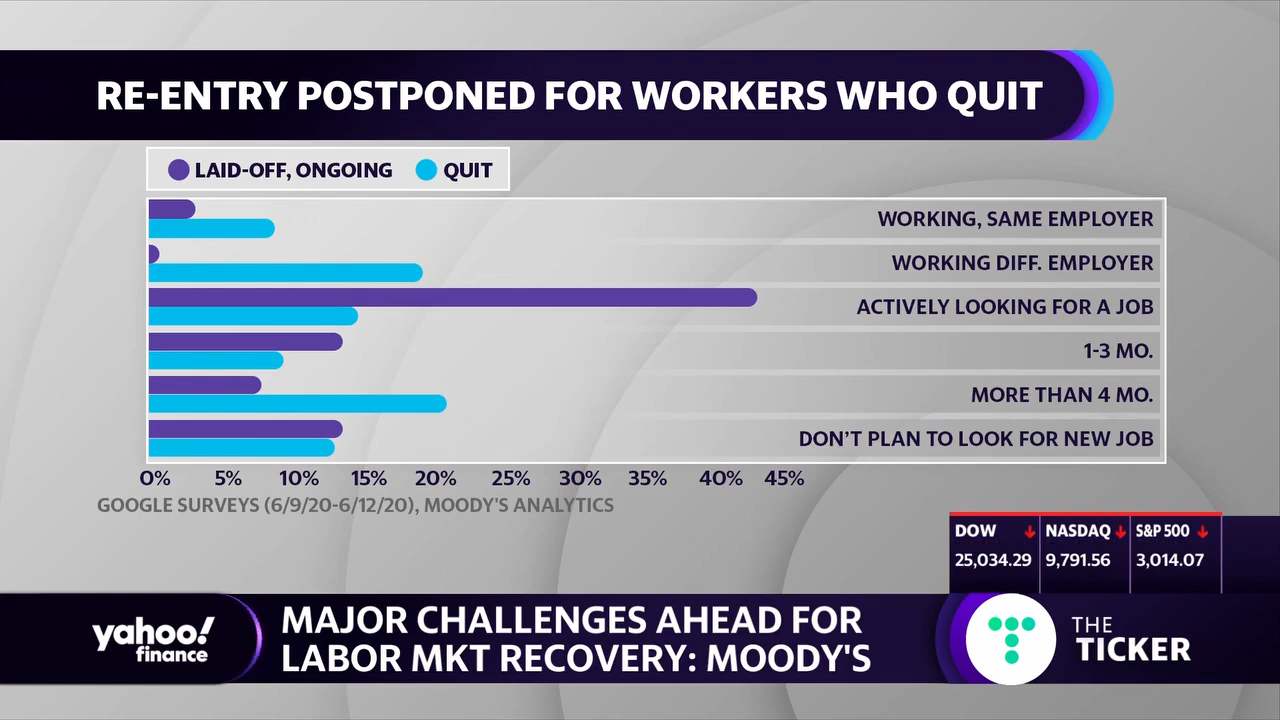 RE-ENTRY POSTPONED FOR WORKERS WHO QUIT
LAID-OFF, ONGOING QUIT
WORKING, SAME EMPLOYER
WORKING DIFF. EMPLOYER
ACTIVELY LOOKING FOR A JOB
1-3 MO.
MORE THAN 4 MO.
DON'T PLAN TO LOOK FOR NEW JOB
0% 5% 10% 15% 20% 25% 30% 35% 40% 45%
GOOGLE SURVEYS (6/9/20-6/12/20), MOODY'S ANALYTICS
DOW NASDAQ S&P 500
25,034.29 9,791.56 3,014.07
yahoo!
finance
MAJOR CHALLENGES AHEAD FOR
LABOR MKT RECOVERY: MOODY'S
THE
TICKER